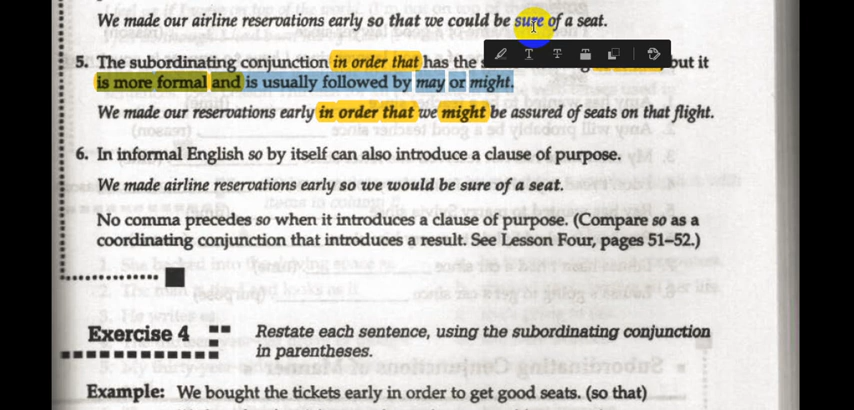 We made our airline reservations early so that we could be sure of a seat.
5. The subordinating conjunction in order that has the but it
is more formal and is usually followed by may or might.
We made our reservations early in order that we might be assured of seats on that flight.
6. In informal English so by itself can also introduce a clause of purpose.
We made airline reservations early so we would be sure of a seat.
No comma precedes so when it introduces a clause of purpose. (Compare so as a
coordinating conjunction that introduces a result. See Lesson Four, pages 51–52.)
Exercise 4 Restate each sentence, using the subordinating conjunction
in parentheses.
Example: We bought the tickets early in order to get good seats. (so that)